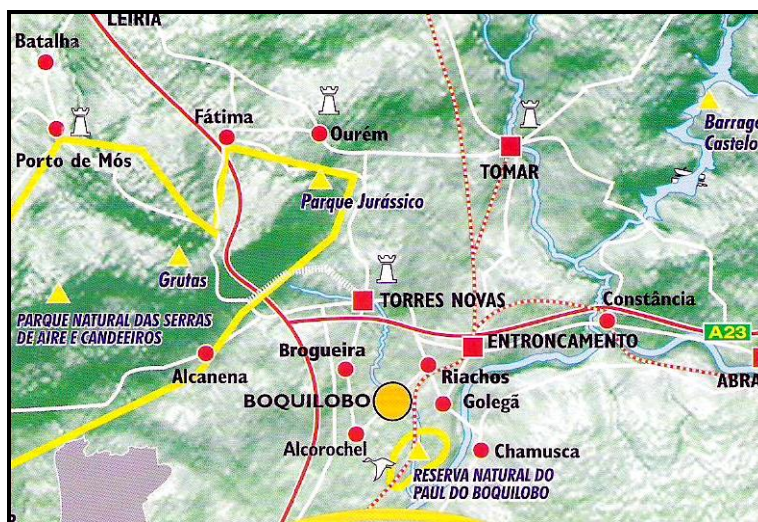 LEIRIA
Batalha
Fátima
Ourém
Barrage
Castelo
Porto de Mós
TOMAR
Parque Jurássico
Grutas
TORRES NOVAS
Constância
PARQUE NATURAL DAS SERRAS
DE AIRE E CANDEEIROS
A23
ENTRONCAMENTO
Brogueira
Alcanena
Riachos
ABRA
BOQUILOBO
Golegã
Alcorochel
Chamusca
RESERVA NATURAL DO
PAUL DO BOQUILOBO